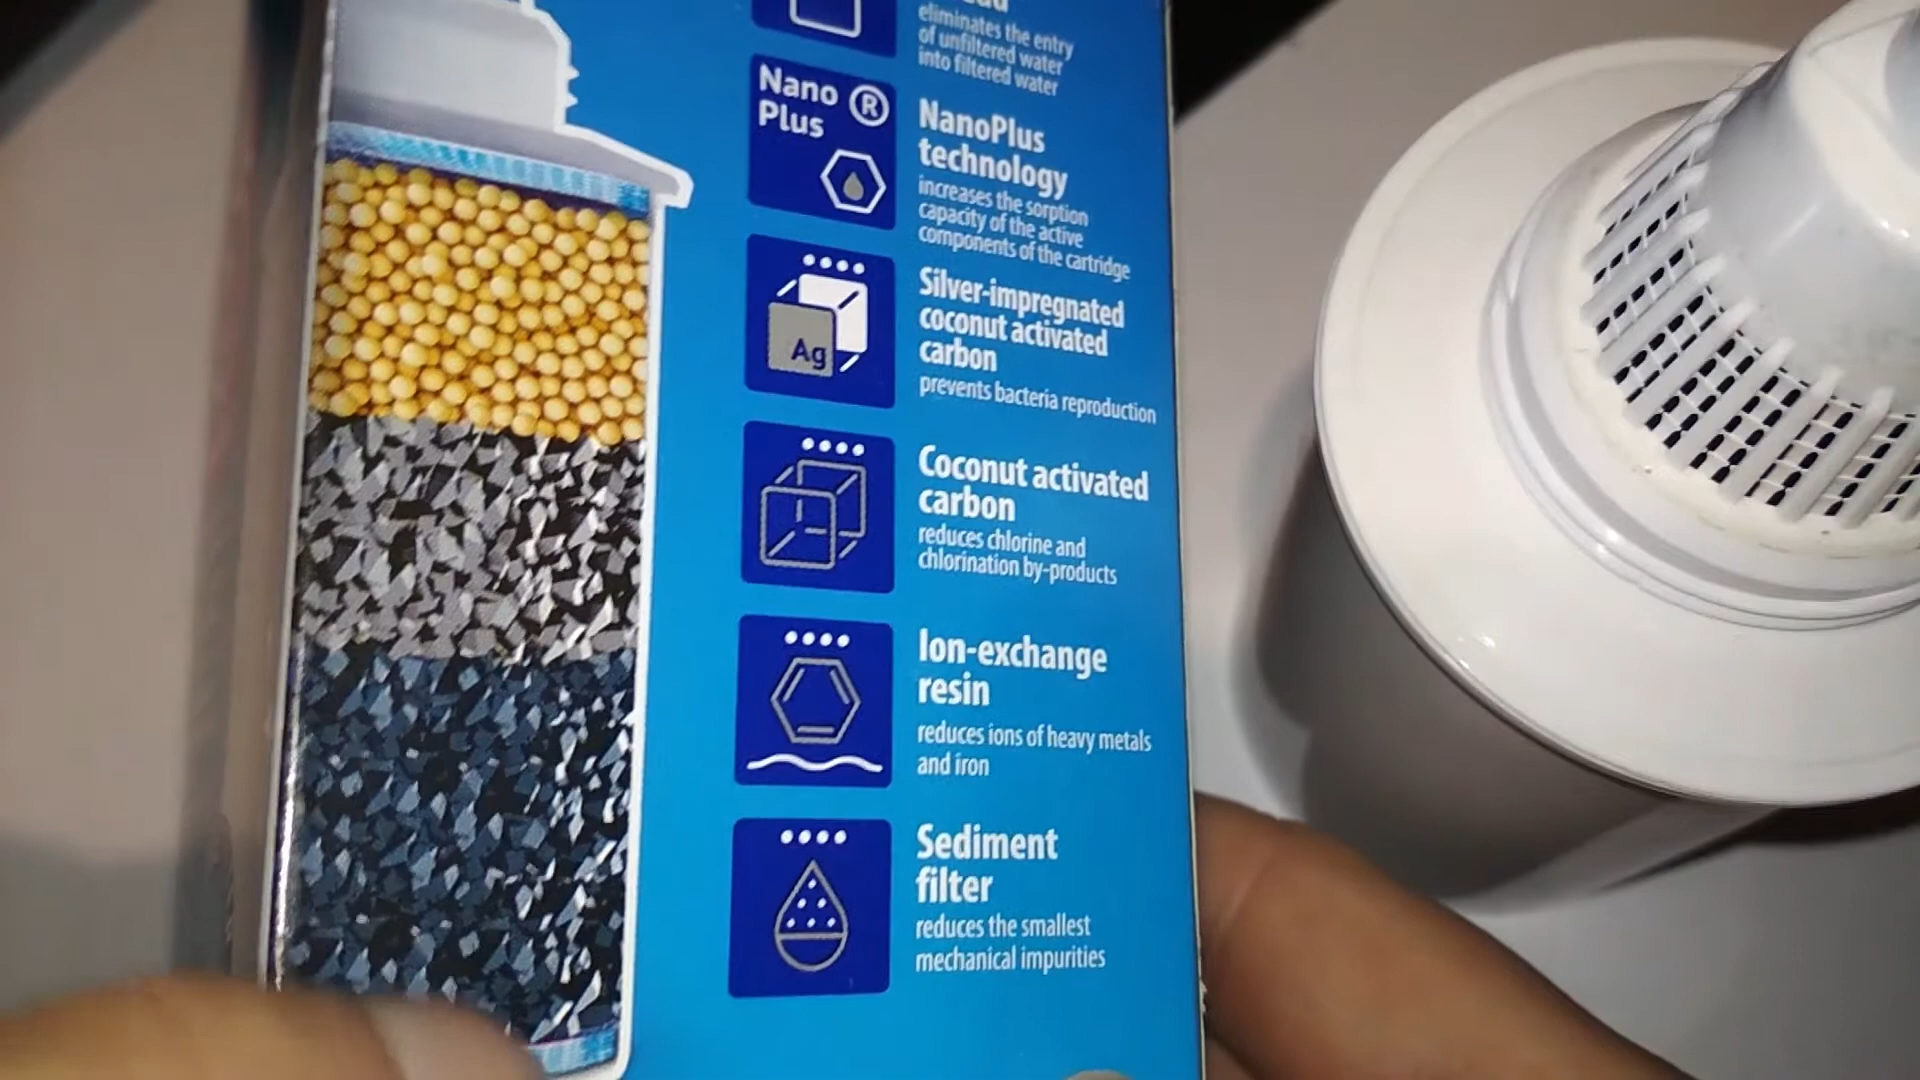 eliminates the entry
of unfiltered water
into filtered water
Nano ®
Plus
NanoPlus
technology
increases the sorption
capacity of the active
components of the cartridge
Ag
Silver-impregnated
coconut activated
carbon
prevents bacteria reproduction
Coconut activated
carbon
reduces chlorine and
chlorination by-products
Ion-exchange
resin
reduces ions of heavy metals
and iron
Sediment
filter
reduces the smallest
mechanical impurities